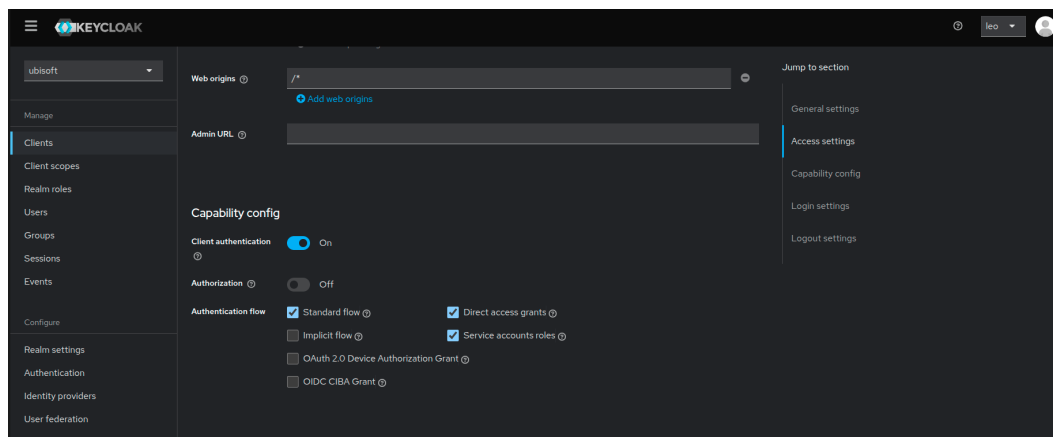 KEYCLOAK
leo
ubisoft
Manage
Clients
Client scopes
Realm roles
Users
Groups
Sessions
Events
Configure
Realm settings
Authentication
Identity providers
User federation
Web origins
/*
Add web origins
Admin URL
Capability config
Client authentication
On
Authorization
Off
Authentication flow
Standard flow
Direct access grants
Implicit flow
Service accounts roles
OAuth 2.0 Device Authorization Grant
OIDC CIBA Grant
Jump to section
General settings
Access settings
Capability config
Login settings
Logout settings